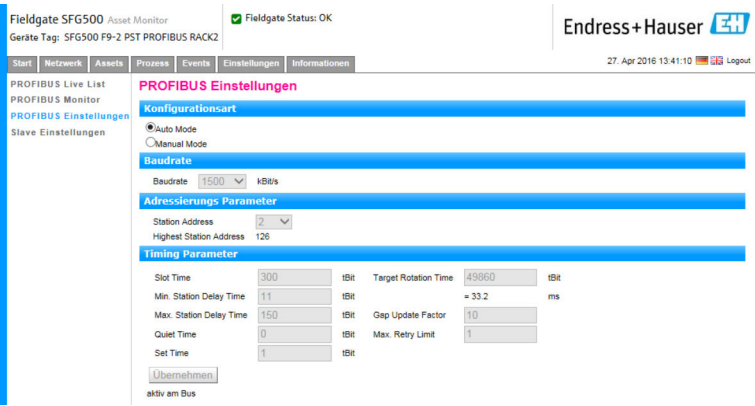 Fieldgate SFG500 Asset Monitor
Geräte Tag: SFG500 F9-2 PST PROFIBUS RACK2
Fieldgate Status: OK
Endress+Hauser EH
Start Netzwerk Assets Prozess Events Einstellungen Informationen
27. Apr 2016 13:41:10 Logout
PROFIBUS Live List
PROFIBUS Monitor
PROFIBUS Einstellungen
Slave Einstellungen
PROFIBUS Einstellungen
Konfigurationsart
Auto Mode
Manual Mode
Baudrate
Baudrate 1500 kBit/s
Adressierungs Parameter
Station Address 2
Highest Station Address 126
Timing Parameter
Slot Time 300 tBit Target Rotation Time 49860 tBit
Min. Station Delay Time 11 tBit = 33.2 ms
Max. Station Delay Time 150 tBit Gap Update Factor 10
Quiet Time 0 tBit Max. Retry Limit 1
Set Time 1 tBit
Übernehmen
aktiv am Bus